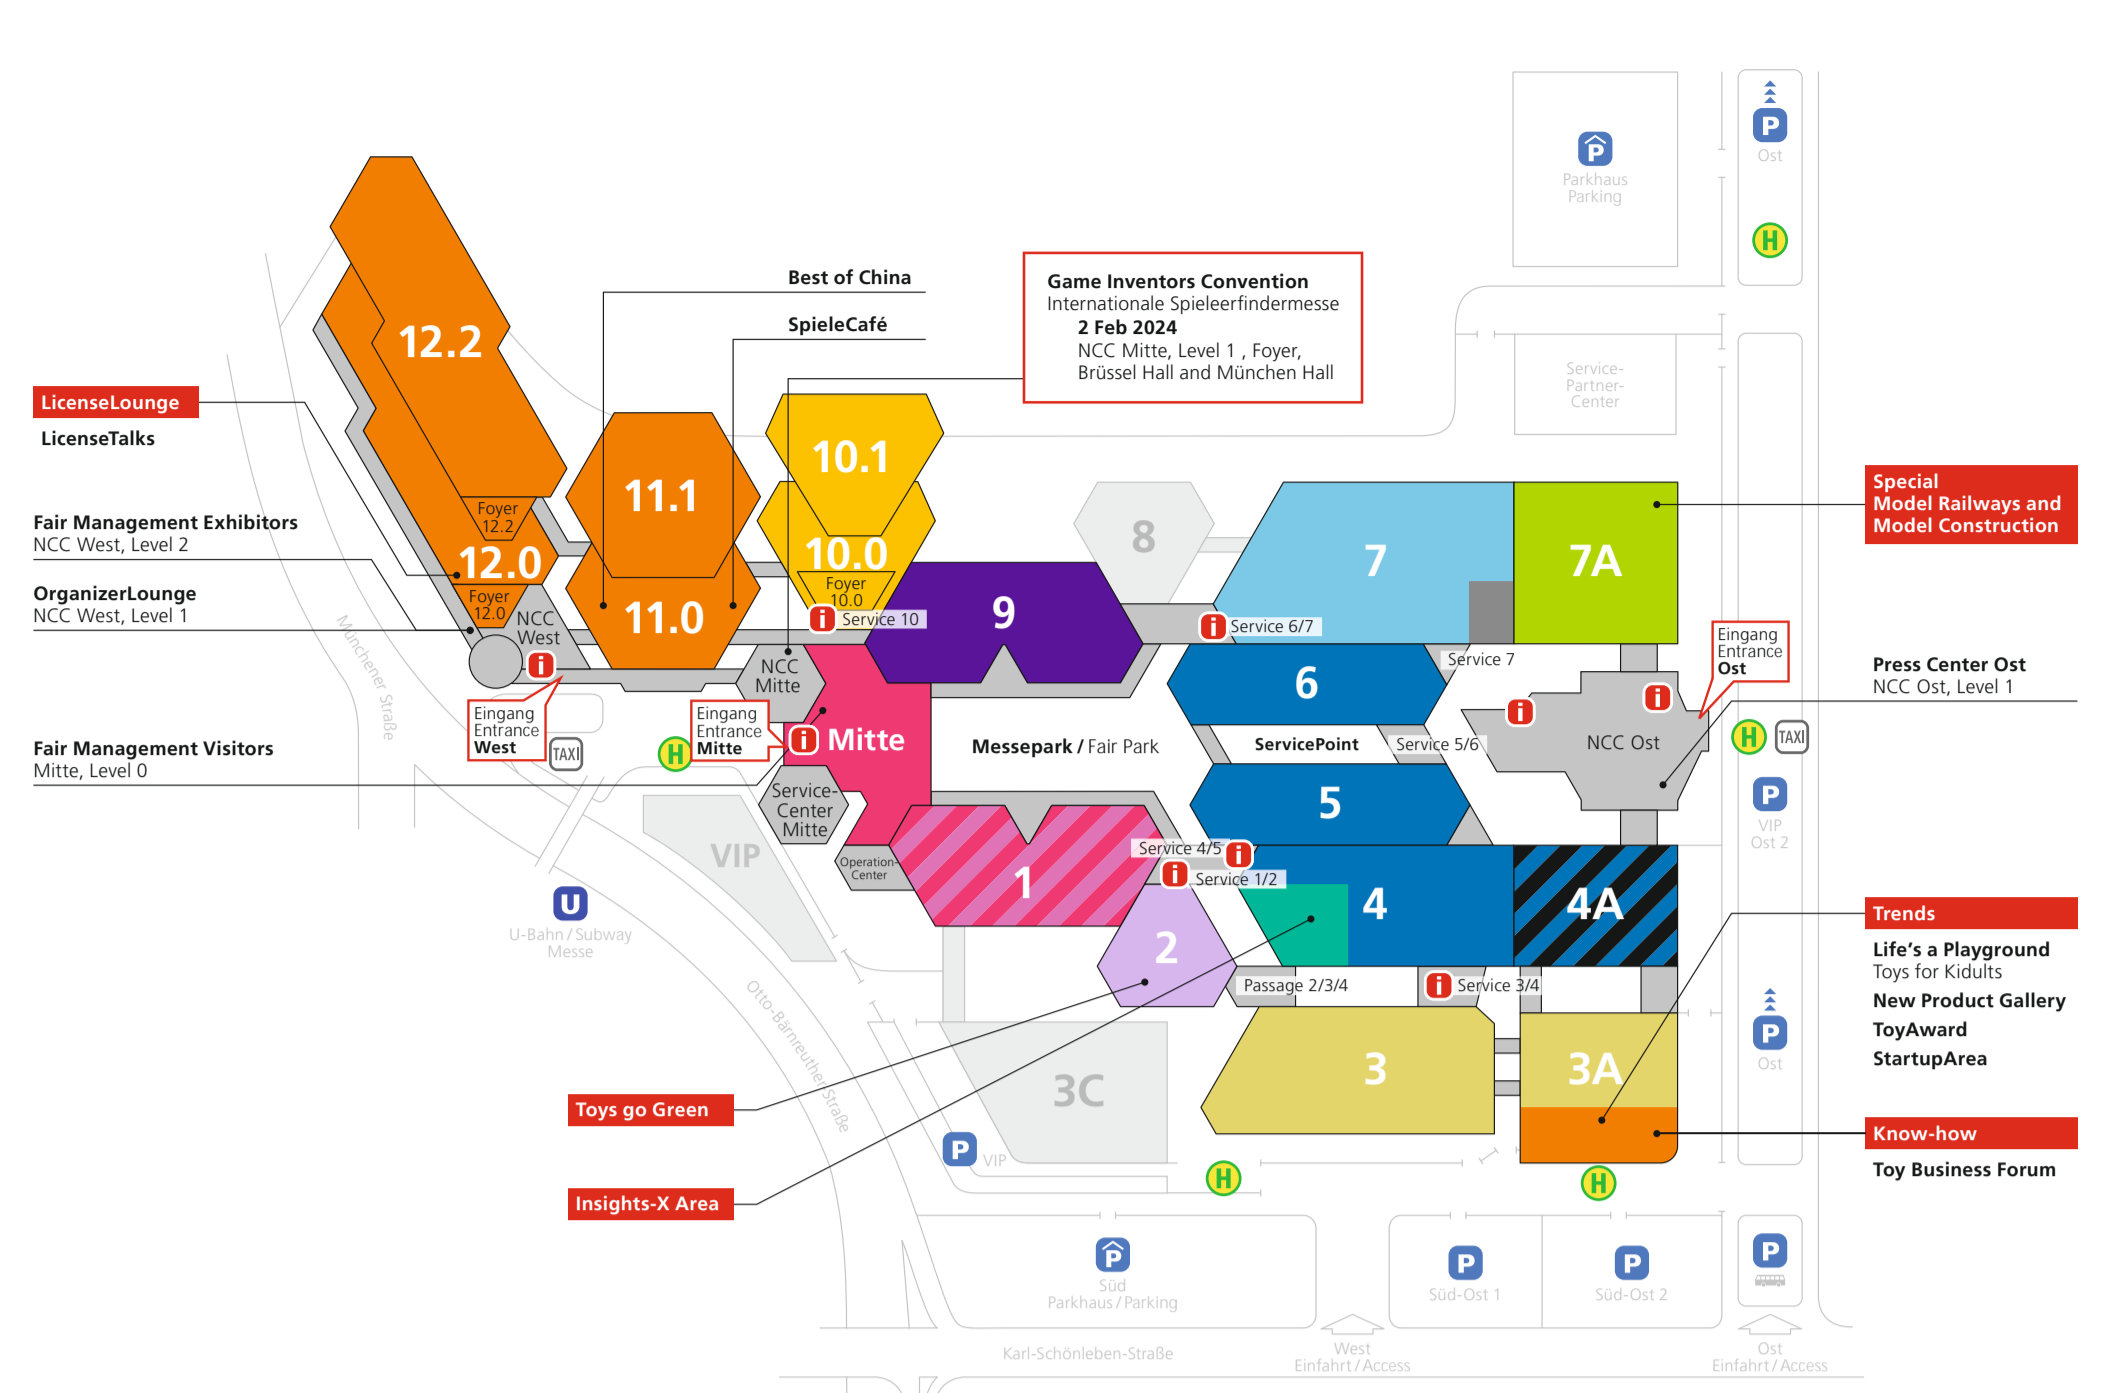 P
Ost
P
Parkhaus
Parking
H
Best of China
SpieleCafé
Game Inventors Convention
Internationale Spieleerfindermesse
2 Feb 2024
NCC Mitte, Level 1 , Foyer,
Brüssel Hall and München Hall
Service-
Partner-
Center
12.2
LicenseLounge
LicenseTalks
10.1
11.1
Foyer
12.2
Special
Model Railways and
Model Construction
Fair Management Exhibitors
NCC West, Level 2
12.0
10.0
8
7
7A
OrganizerLounge
NCC West, Level 1
Foyer
12.0
NCC
West
11.0
Foyer
10.0
i
Service 10
9
i
Service 6/7
Eingang
Entrance
Ost
Münchener Straße
i
NCC
Mitte
6
Service 7
i
i
Press Center Ost
NCC Ost, Level 1
Eingang
Entrance
West
TAXI
H
Eingang
Entrance
Mitte
i
Mitte
Messepark / Fair Park
ServicePoint
Service 5/6
NCC Ost
H
TAXI
Fair Management Visitors
Mitte, Level 0
Service-
Center
Mitte
5
P
VIP
Ost 2
VIP
Operation-
Center
1
Service 4/5
i
i
Service 1/2
4
4A
U
U-Bahn / Subway
Messe
2
Trends
Life’s a Playground
Toys for Kidults
New Product Gallery
ToyAward
StartupArea
Passage 2/3/4
i
Service 3/4
Otto-Bärnreuther-Straße
P
Ost
3C
3
3A
Toys go Green
Know-how
Toy Business Forum
P
VIP
H
H
Insights-X Area
P
Süd
Parkhaus / Parking
P
Süd-Ost 1
P
Süd-Ost 2
P
Karl-Schönleben-Straße
West
Einfahrt / Access
Ost
Einfahrt / Access